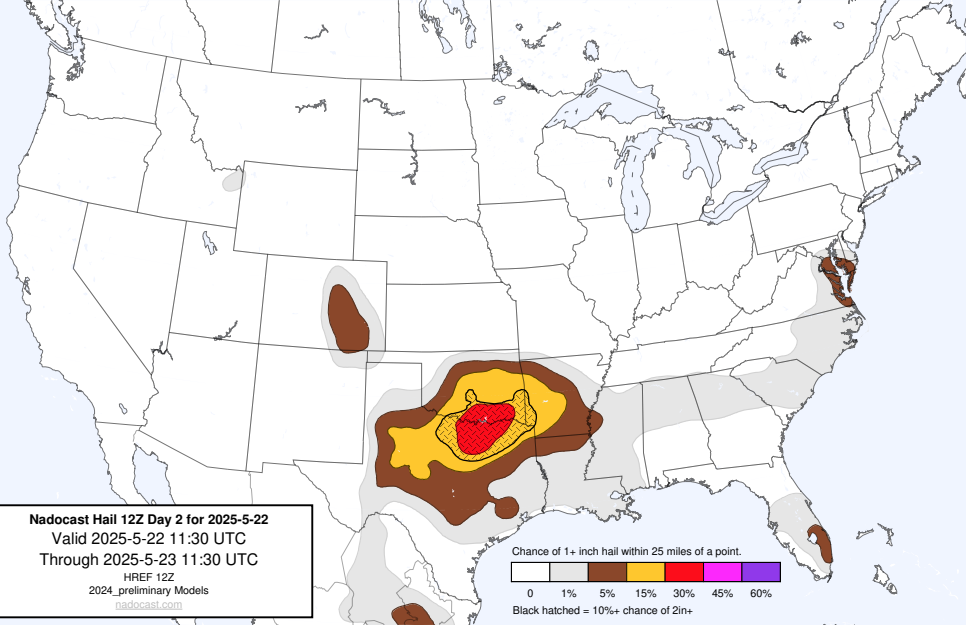 Nadocast Hail 12Z Day 2 for 2025-5-22
Valid 2025-5-22 11:30 UTC
Through 2025-5-23 11:30 UTC
HREF 12Z
2024_preliminary Models
nadocast.com
Chance of 1+ inch hail within 25 miles of a point.
0 1% 5% 15% 30% 45% 60%
Black hatched = 10%+ chance of 2in+